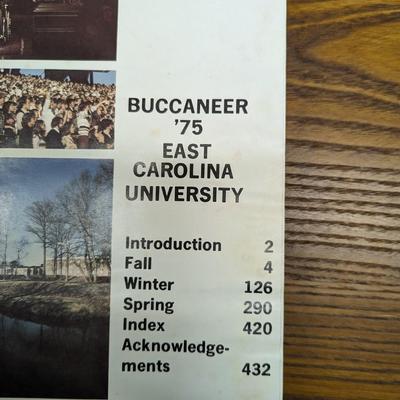 BUCCANEER
'75
EAST
CAROLINA
UNIVERSITY
Introduction 2
Fall 4
Winter 126
Spring 290
Index 420
Acknowledge-
ments 432